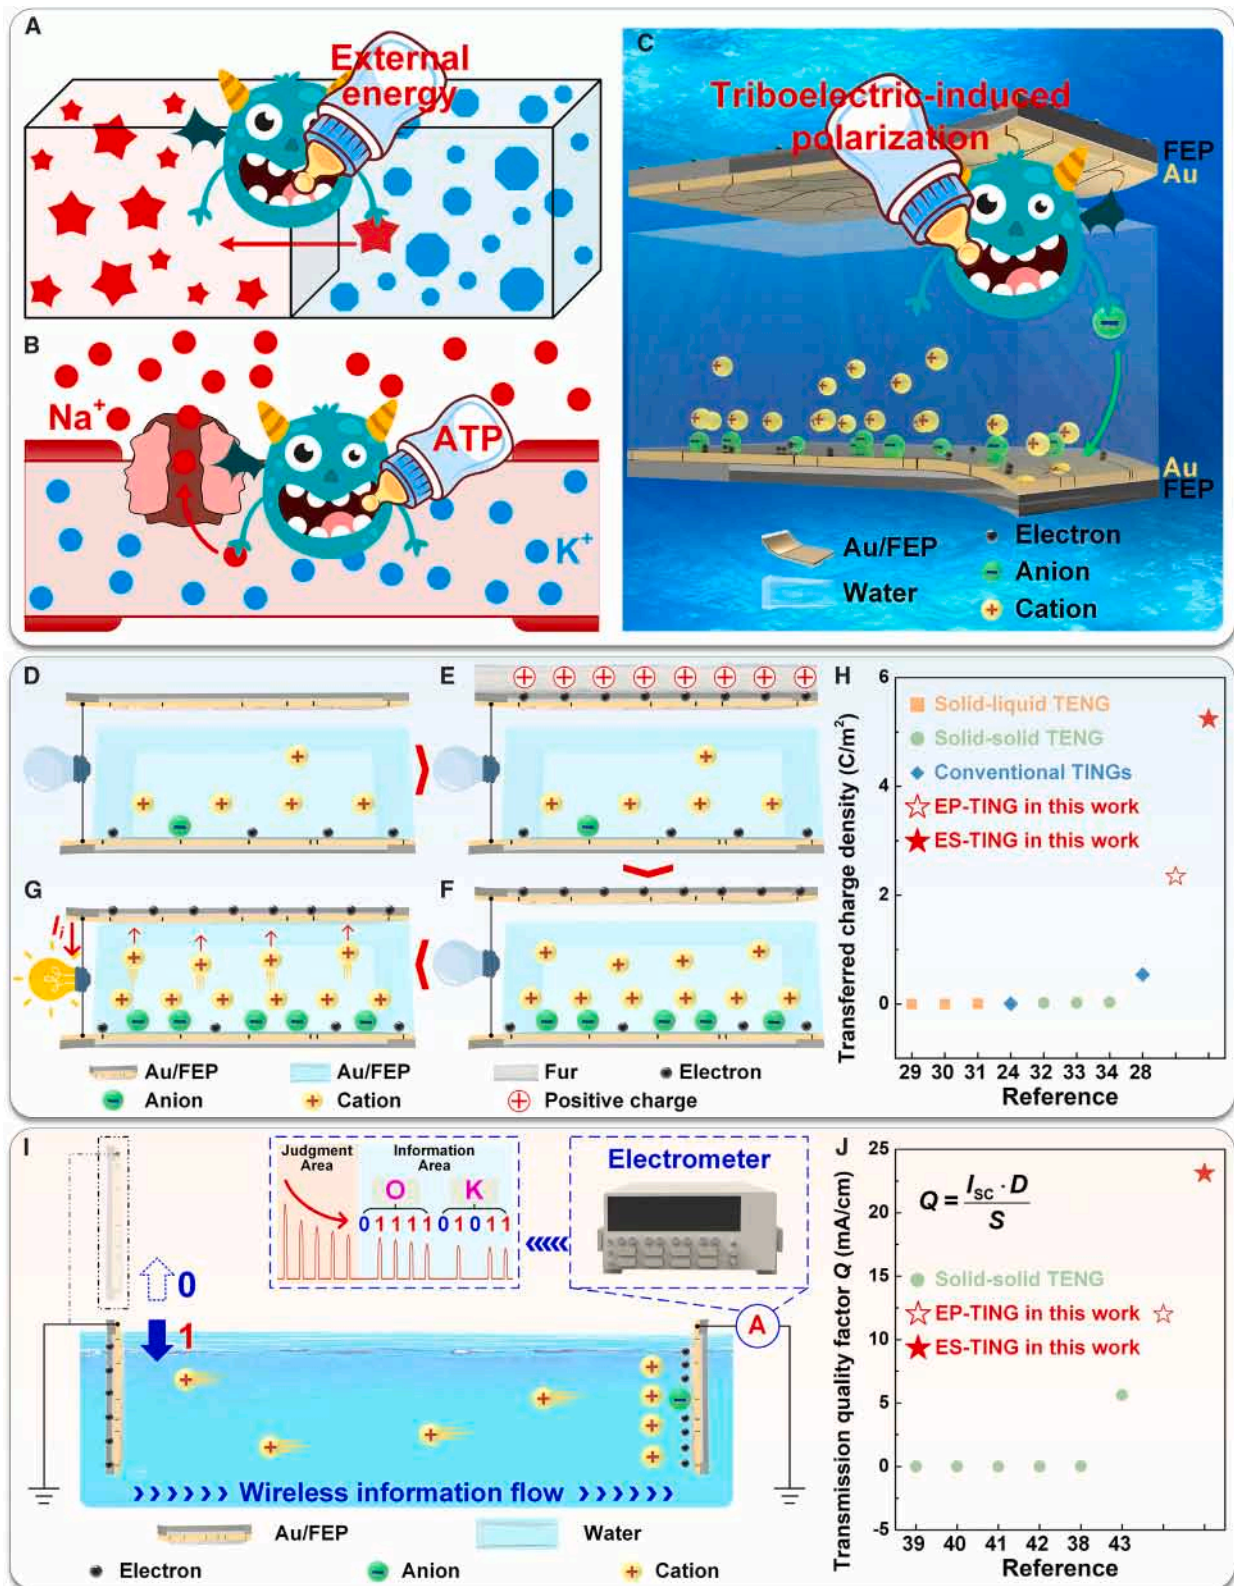 A
External
energy
B
Na+
ATP
K+
C
Triboelectric-induced
polarization
FEP
Au
Au
FEP
Au/FEP
Electron
Water
Anion
Cation
D
E
G
Ii
F
Au/FEP
Au/FEP
Fur
Electron
Anion
Cation
Positive charge
H
Transferred charge density (C/m2)
6
4
2
0
Solid-liquid TENG
Solid-solid TENG
Conventional TINGs
EP-TING in this work
ES-TING in this work
29 30 31 24 32 33 34 28
Reference
I
Judgment
Area
Information
Area
O K
0 1 1 1 1 0 1 0 1 1
Electrometer
0
1
A
Wireless information flow
Au/FEP
Water
Electron
Anion
Cation
J
Transmission quality factor Q (mA/cm)
25
20
15
10
5
0
-5
Q = ISC · D / S
Solid-solid TENG
EP-TING in this work
ES-TING in this work
39 40 41 42 38 43
Reference